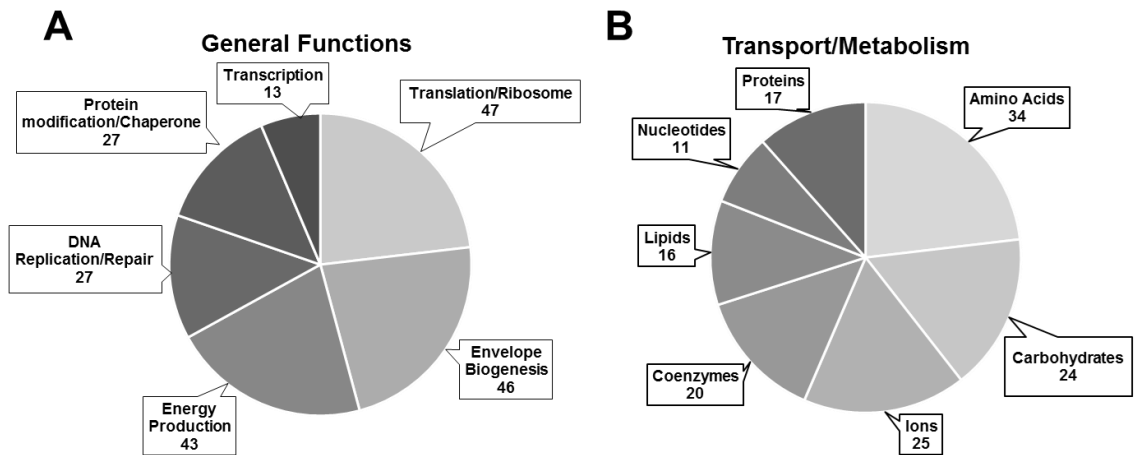 A
General Functions
Transcription
13
Translation/Ribosome
47
Protein
modification/Chaperone
27
DNA
Replication/Repair
27
Envelope
Biogenesis
46
Energy
Production
43
B
Transport/Metabolism
Proteins
17
Amino Acids
34
Nucleotides
11
Lipids
16
Coenzymes
20
Carbohydrates
24
Ions
25